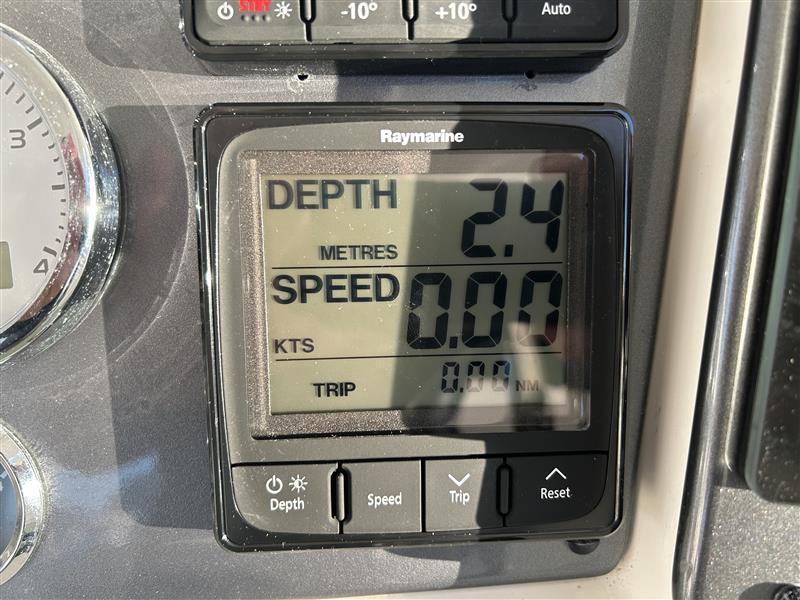 STBY
-10°
+10°
Auto
Raymarine
DEPTH
2.4
METRES
SPEED
0.00
KTS
TRIP 0.00 NM
Depth
Speed
Trip
Reset
3
4